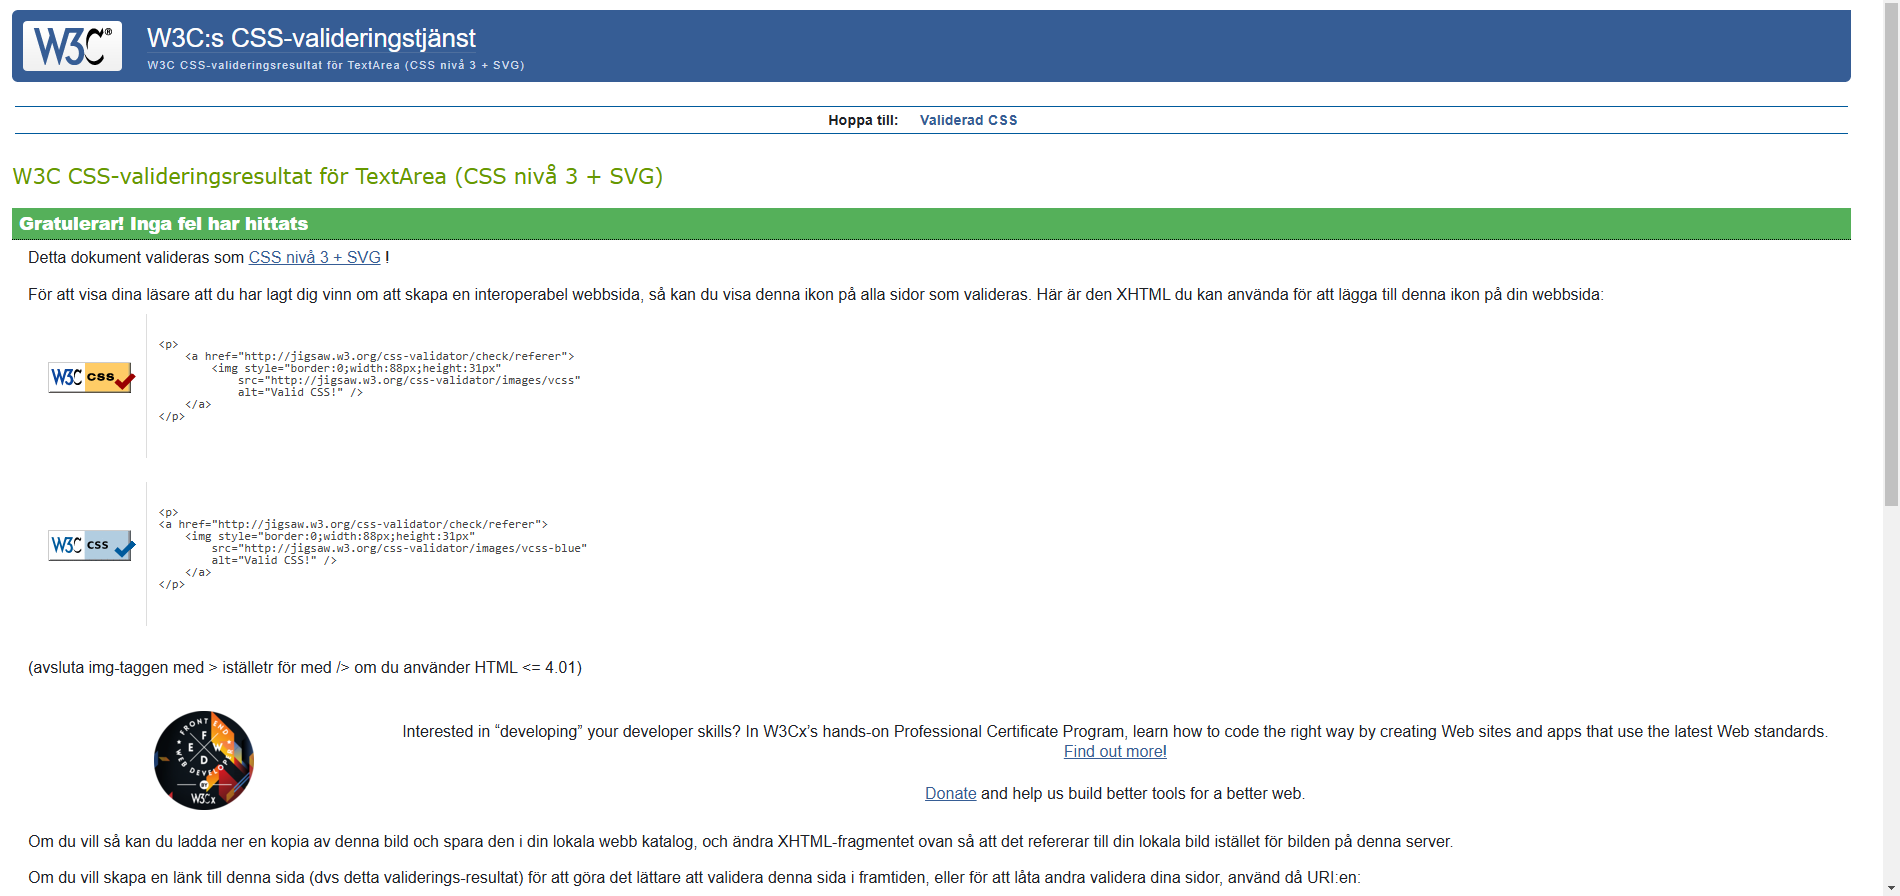 W3C®
W3C:s CSS-valideringstjänst
W3C CSS-valideringsresultat för TextArea (CSS nivå 3 + SVG)
Hoppa till: Validerad CSS
W3C CSS-valideringsresultat för TextArea (CSS nivå 3 + SVG)
Gratulerar! Inga fel har hittats
Detta dokument valideras som CSS nivå 3 + SVG !
För att visa dina läsare att du har lagt dig vinn om att skapa en interoperabel webbsida, så kan du visa denna ikon på alla sidor som valideras. Här är den XHTML du kan använda för att lägga till denna ikon på din webbsida:
W3C css
<p>
    <a href="http://jigsaw.w3.org/css-validator/check/referer">
        <img style="border:0;width:88px;height:31px"
            src="http://jigsaw.w3.org/css-validator/images/vcss"
            alt="Valid CSS!" />
    </a>
</p>
W3C css
<p>
<a href="http://jigsaw.w3.org/css-validator/check/referer">
    <img style="border:0;width:88px;height:31px"
        src="http://jigsaw.w3.org/css-validator/images/vcss-blue"
        alt="Valid CSS!" />
    </a>
</p>
(avsluta img-taggen med > iställetr för med /> om du använder HTML <= 4.01)
FRONT END
WEB DEVELOPER
F
E W
D
BY
W3Cx
Interested in “developing” your developer skills? In W3Cx’s hands-on Professional Certificate Program, learn how to code the right way by creating Web sites and apps that use the latest Web standards.
Find out more!
Donate and help us build better tools for a better web.
Om du vill så kan du ladda ner en kopia av denna bild och spara den i din lokala webb katalog, och ändra XHTML-fragmentet ovan så att det refererar till din lokala bild istället för bilden på denna server.
Om du vill skapa en länk till denna sida (dvs detta validerings-resultat) för att göra det lättare att validera denna sida i framtiden, eller för att låta andra validera dina sidor, använd då URI:en: